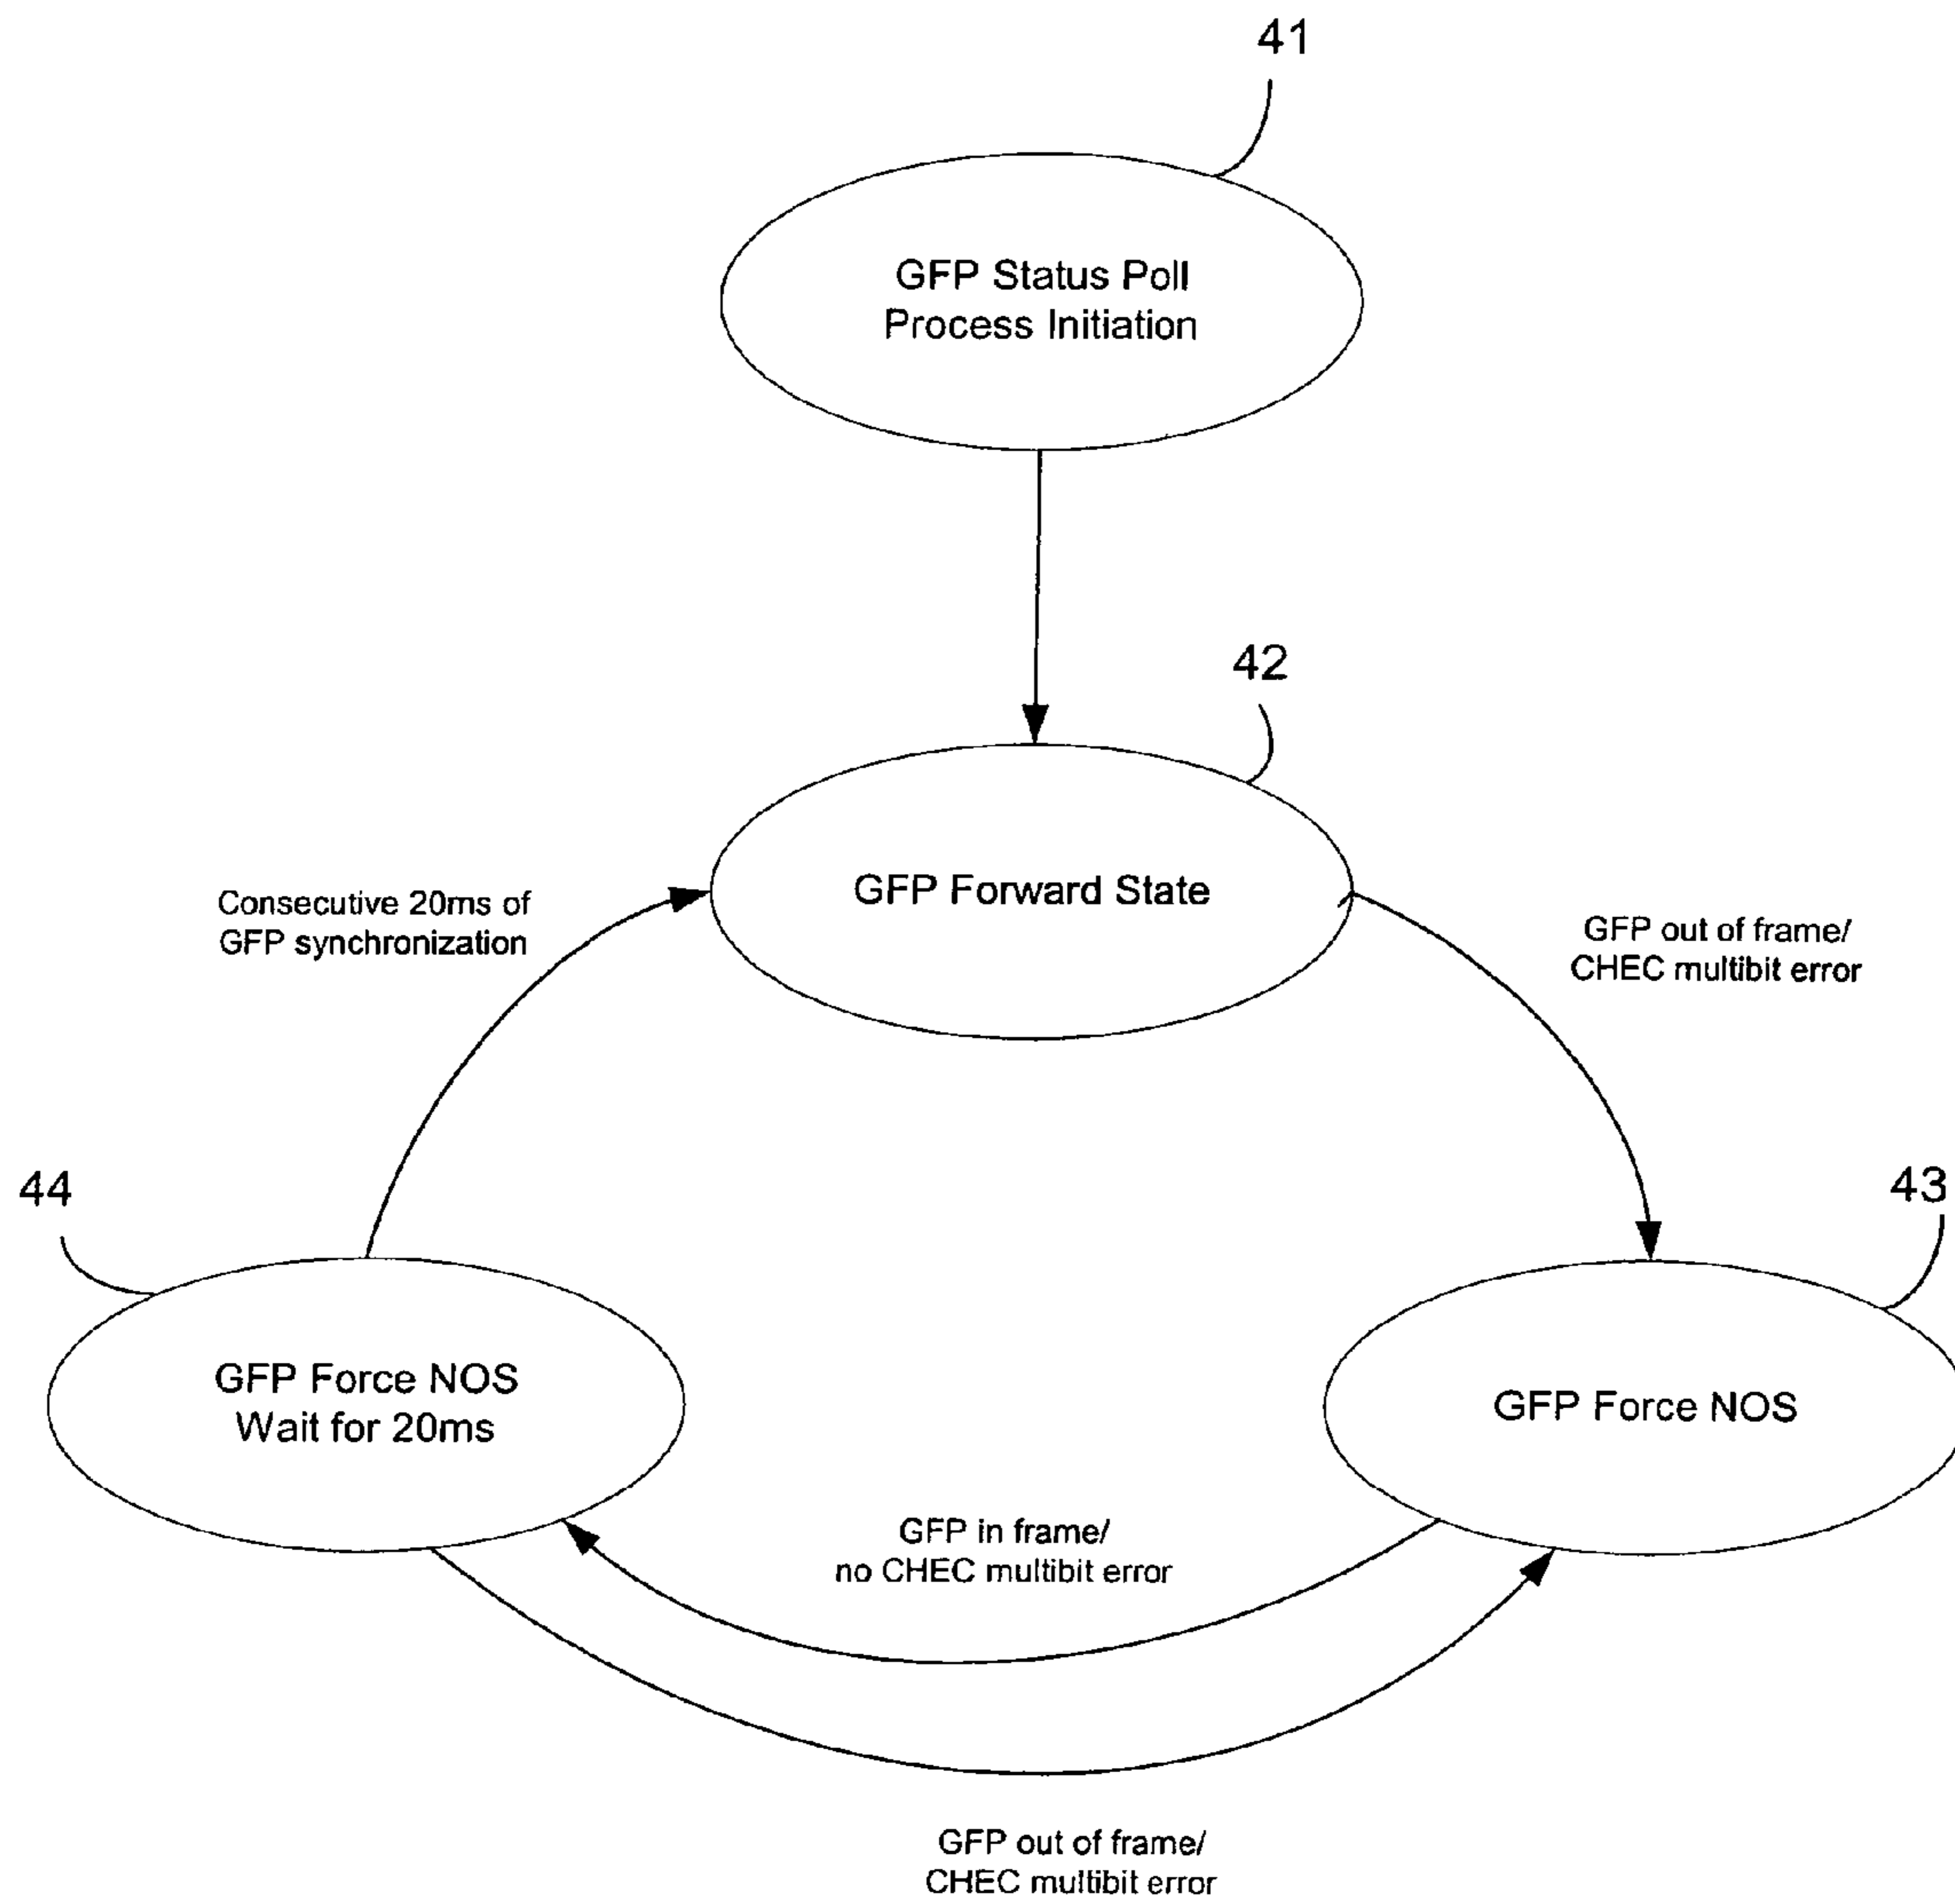 41
GFP Status Poll
Process Initiation
42
GFP Forward State
Consecutive 20ms of
GFP synchronization
GFP out of frame/
CHEC multibit error
44
43
GFP Force NOS
Wait for 20ms
GFP Force NOS
GFP in frame/
no CHEC multibit error
GFP out of frame/
CHEC multibit error